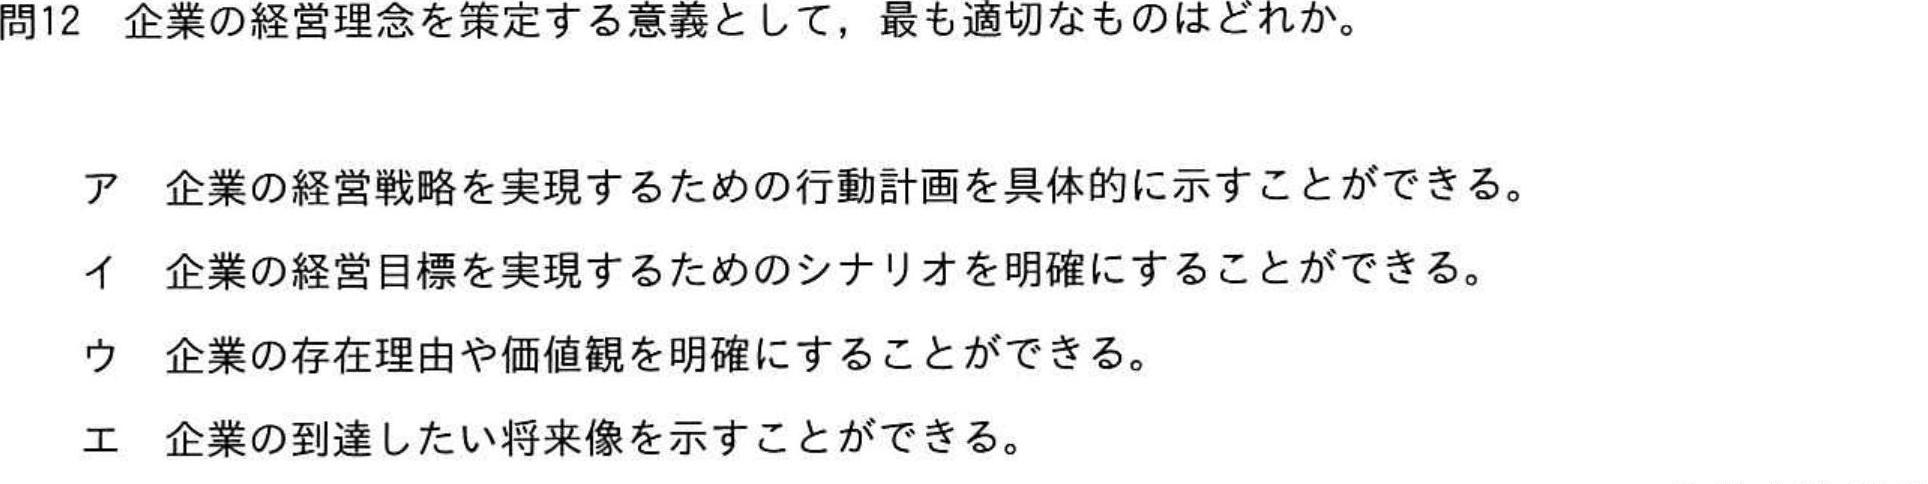 問12　企業の経営理念を策定する意義として，最も適切なものはどれか。
ア　企業の経営戦略を実現するための行動計画を具体的に示すことができる。
イ　企業の経営目標を実現するためのシナリオを明確にすることができる。
ウ　企業の存在理由や価値観を明確にすることができる。
エ　企業の到達したい将来像を示すことができる。